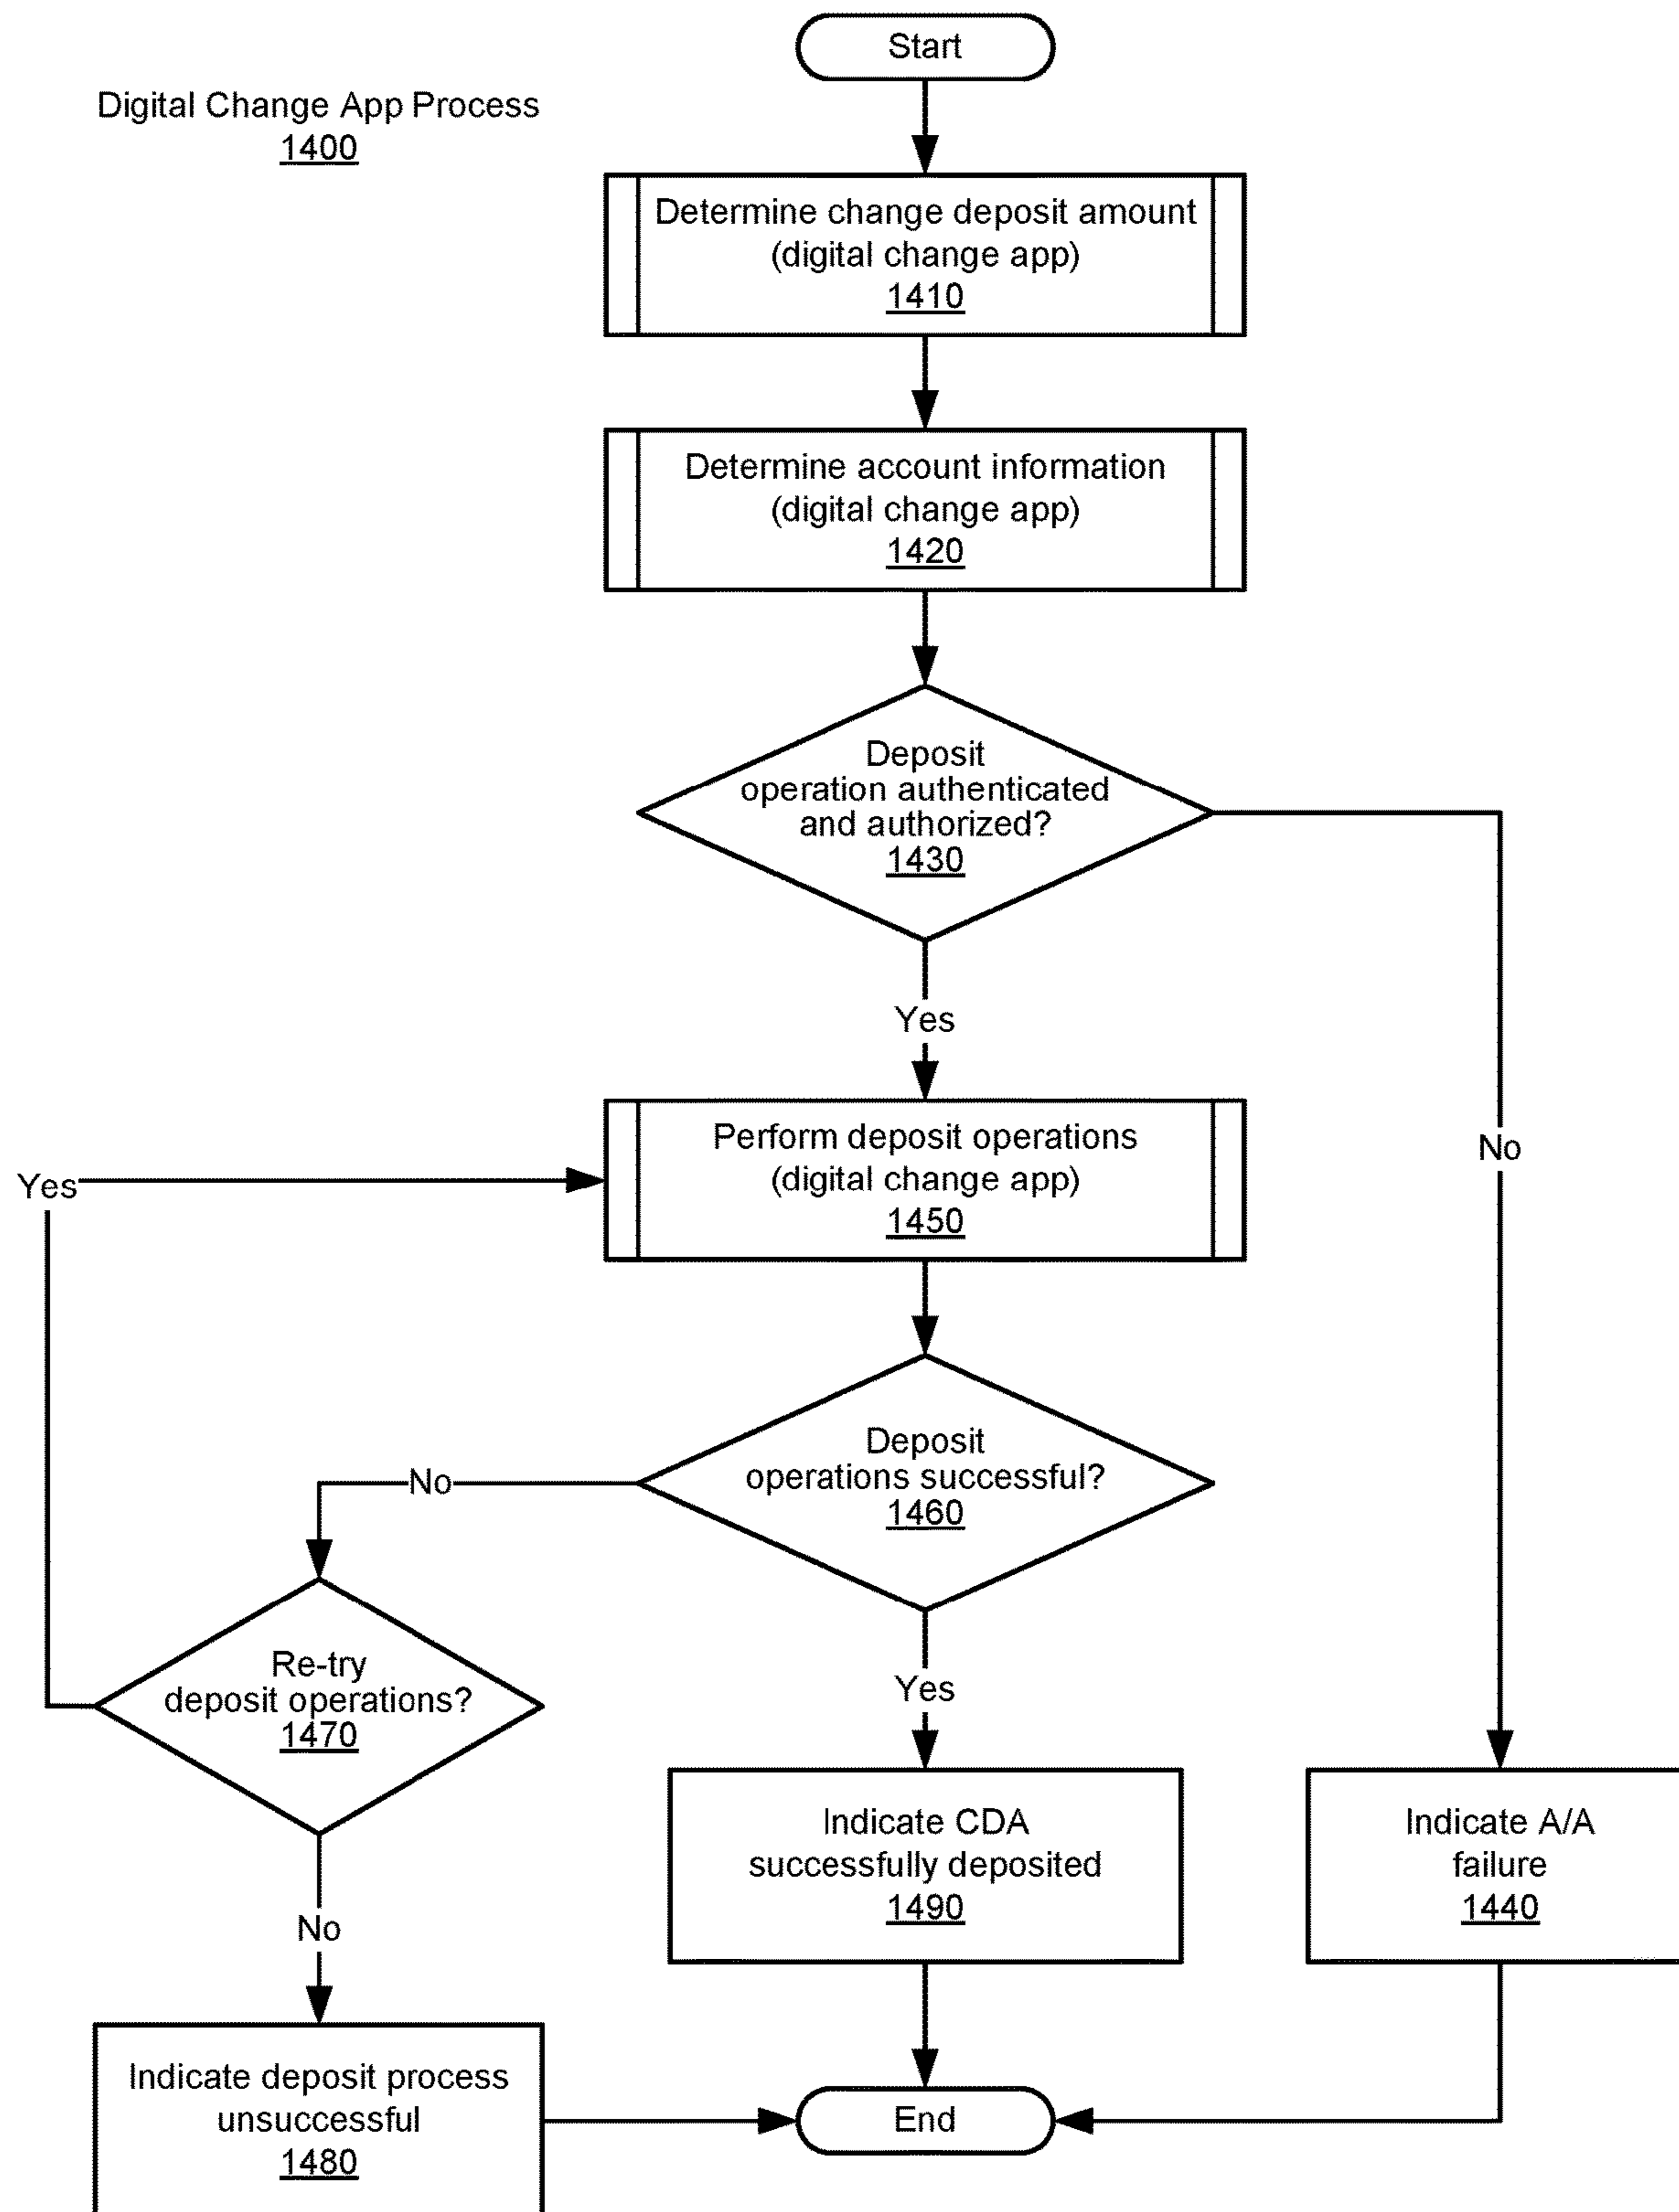 Start
Digital Change App Process
1400
Determine change deposit amount
(digital change app)
1410
Determine account information
(digital change app)
1420
Deposit
operation authenticated
and authorized?
1430
Yes
No
Perform deposit operations
(digital change app)
1450
Yes
Deposit
operations successful?
1460
No
Re-try
deposit operations?
1470
Yes
Indicate CDA
successfully deposited
1490
Indicate A/A
failure
1440
No
Indicate deposit process
unsuccessful
1480
End